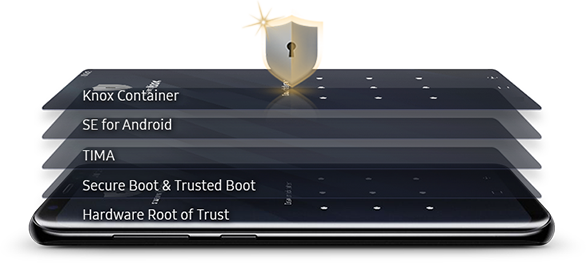 Knox Container
SE for Android
TIMA
Secure Boot & Trusted Boot
Hardware Root of Trust